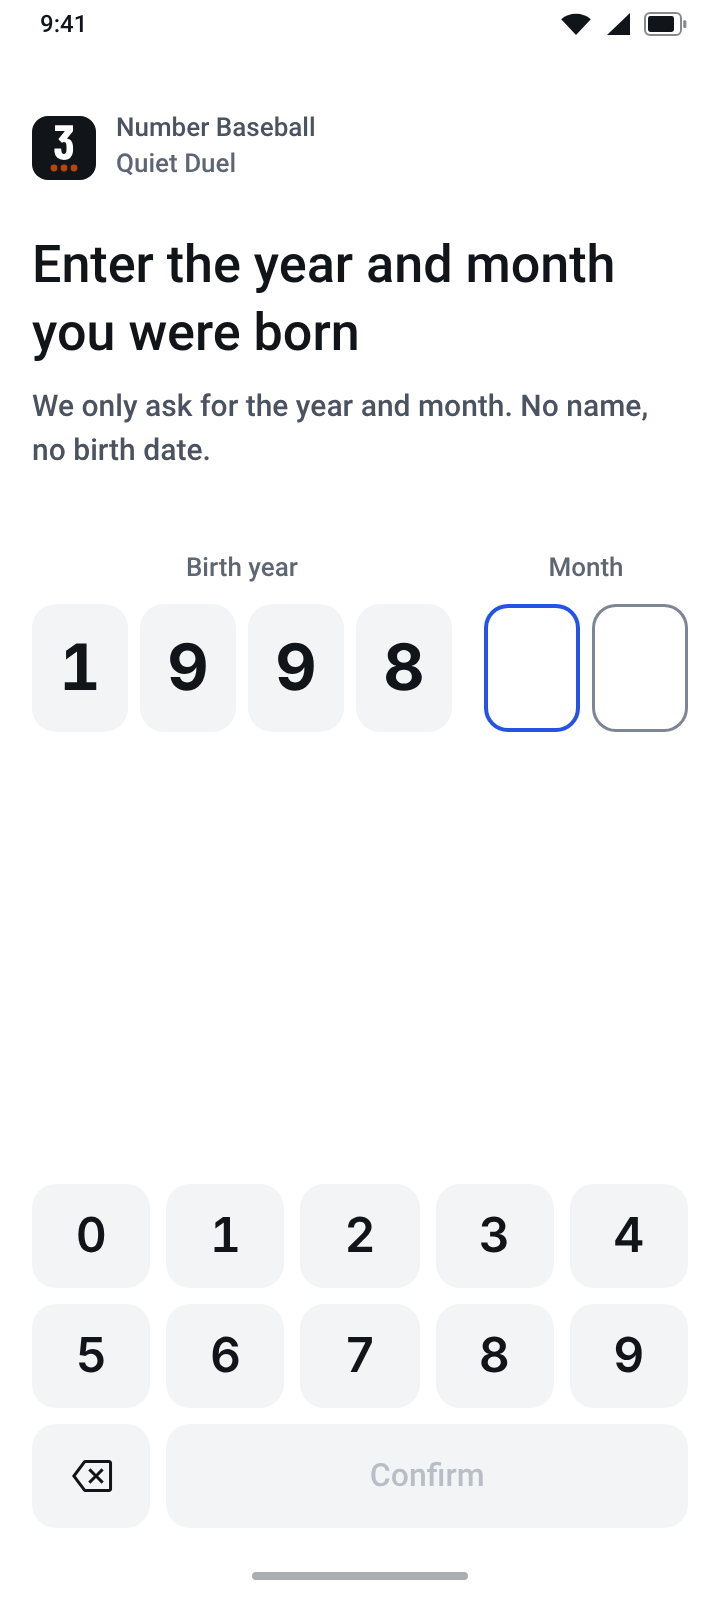 9:41
3
Number Baseball
Quiet Duel
Enter the year and month
you were born
We only ask for the year and month. No name,
no birth date.
Birth year Month
1 9 9 8
0 1 2 3 4
5 6 7 8 9
Confirm